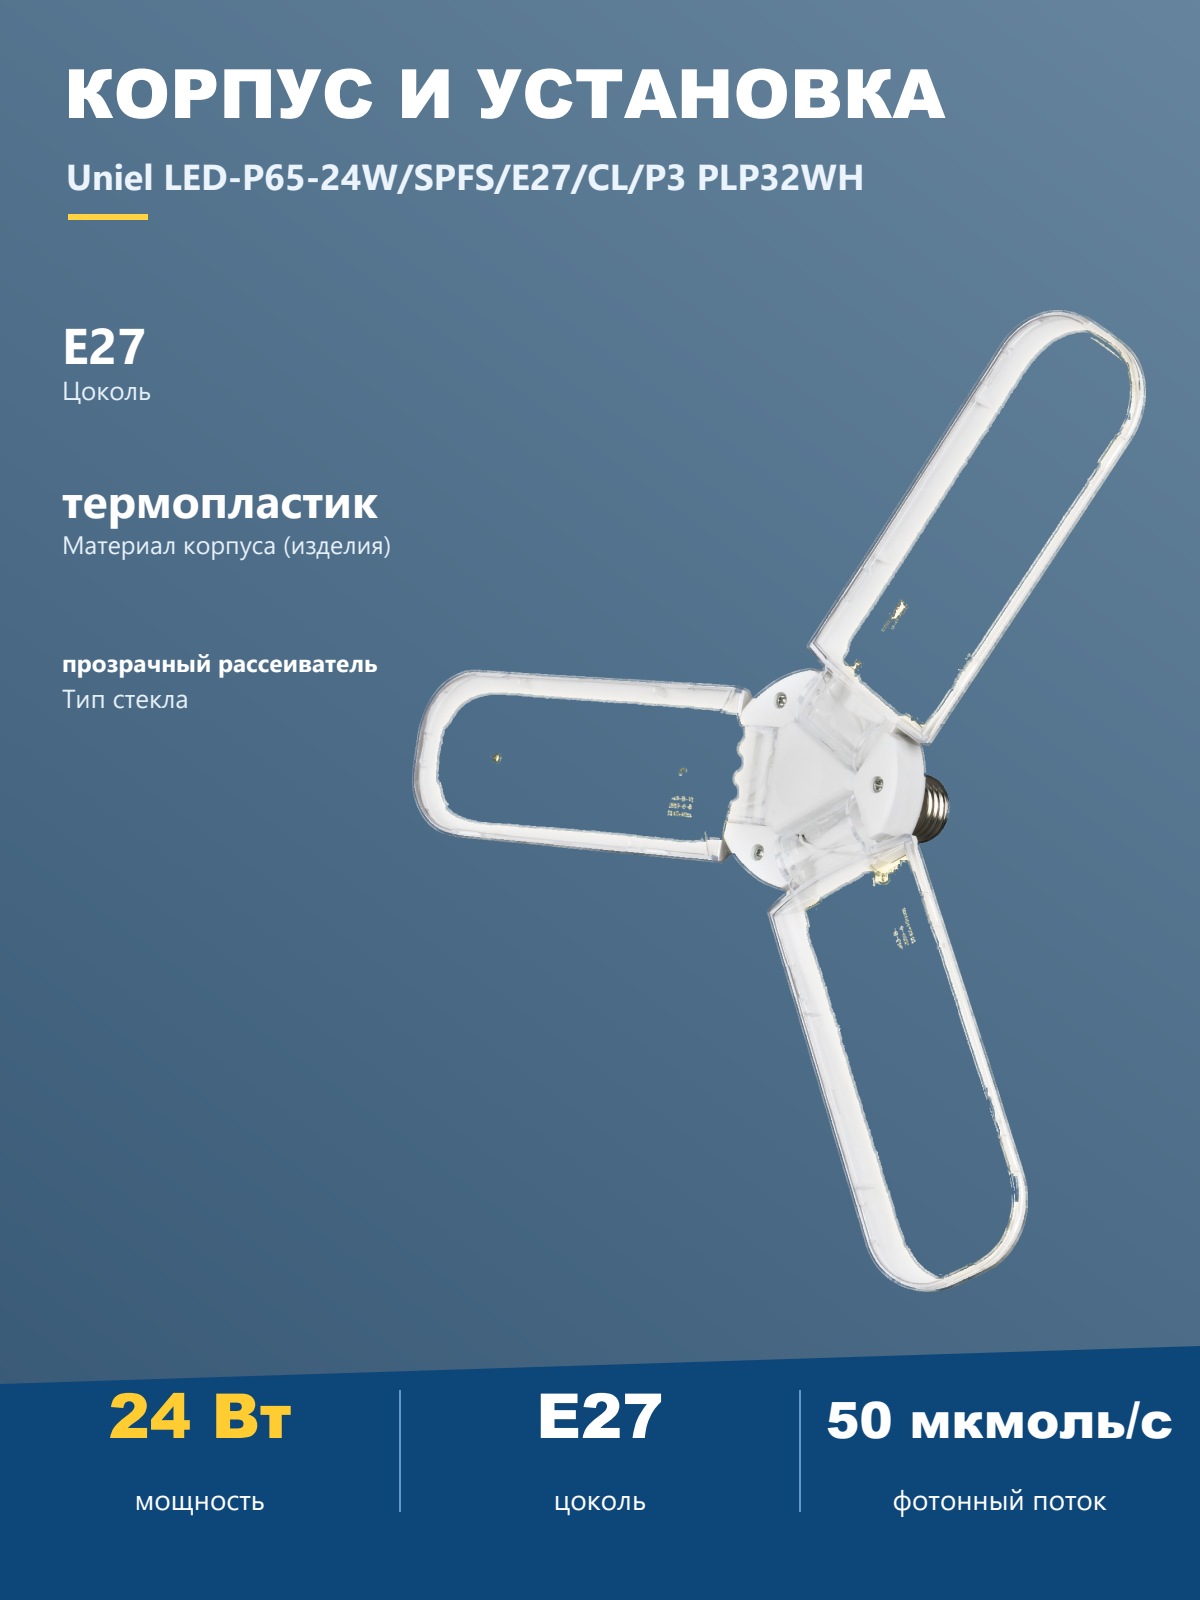 КОРПУС И УСТАНОВКА
Uniel LED-P65-24W/SPFS/E27/CL/P3 PLP32WH
E27
Цоколь
термопластик
Материал корпуса (изделия)
прозрачный рассеиватель
Тип стекла
24 Вт
E27
50 мкмоль/с
мощность
цоколь
фотонный поток